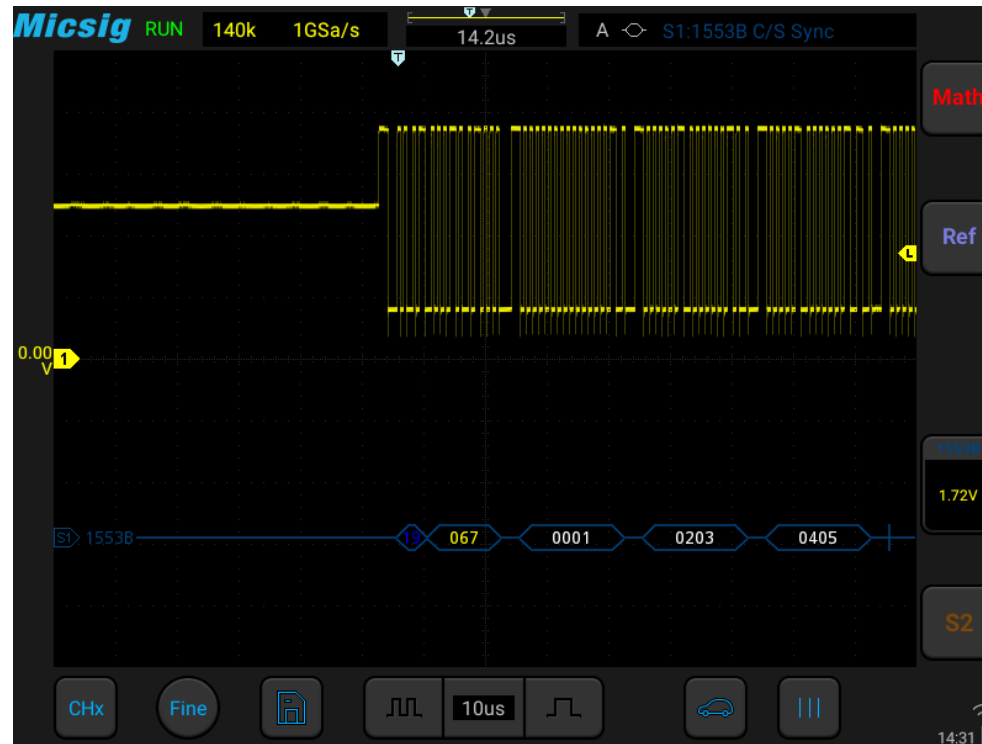 Micsig RUN 140k 1GSa/s T 14.2us A S1:1553B C/S Sync
T
Math
Ref
L
0.00 V 1
1553B
1.72V
S1 1553B 19 067 0001 0203 0405
S2
CHx Fine 10us
14:31